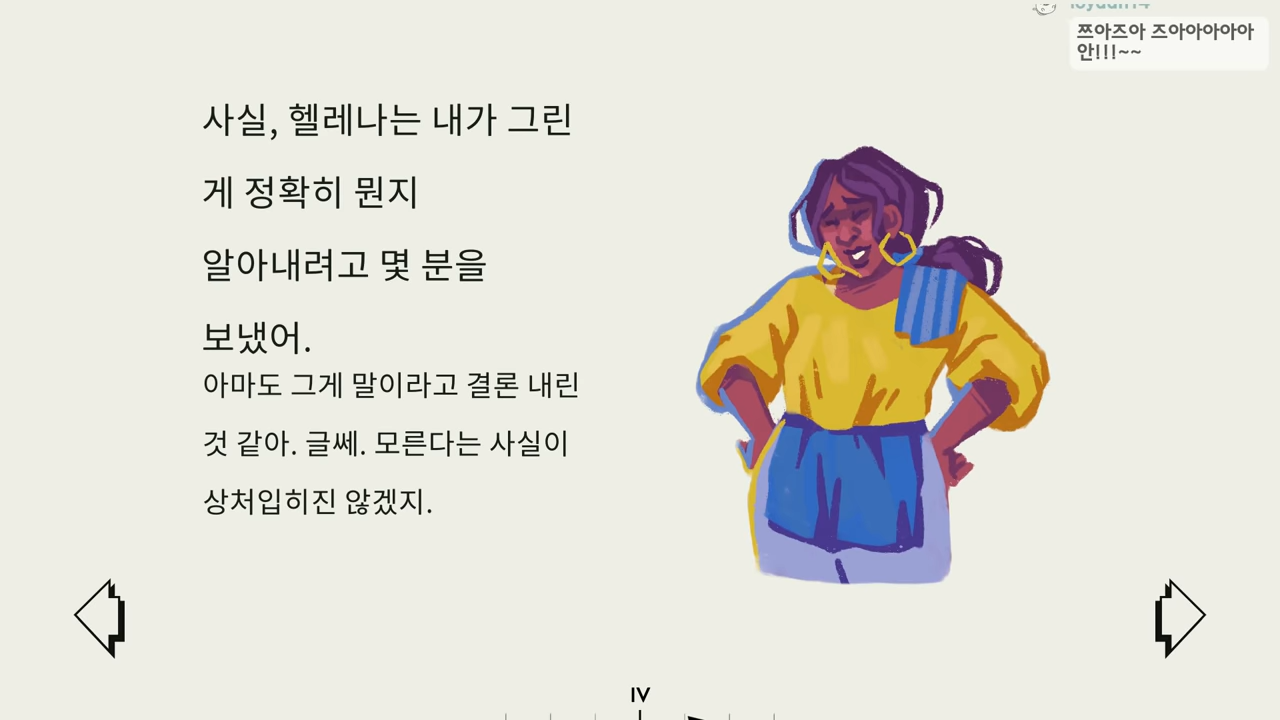 쯔아즈아 즈아아아아아
안!!!~~
사실, 헬레나는 내가 그린
게 정확히 뭔지
알아내려고 몇 분을
보냈어.
아마도 그게 말이라고 결론 내린
것 같아. 글쎄. 모른다는 사실이
상처입히진 않겠지.
IV